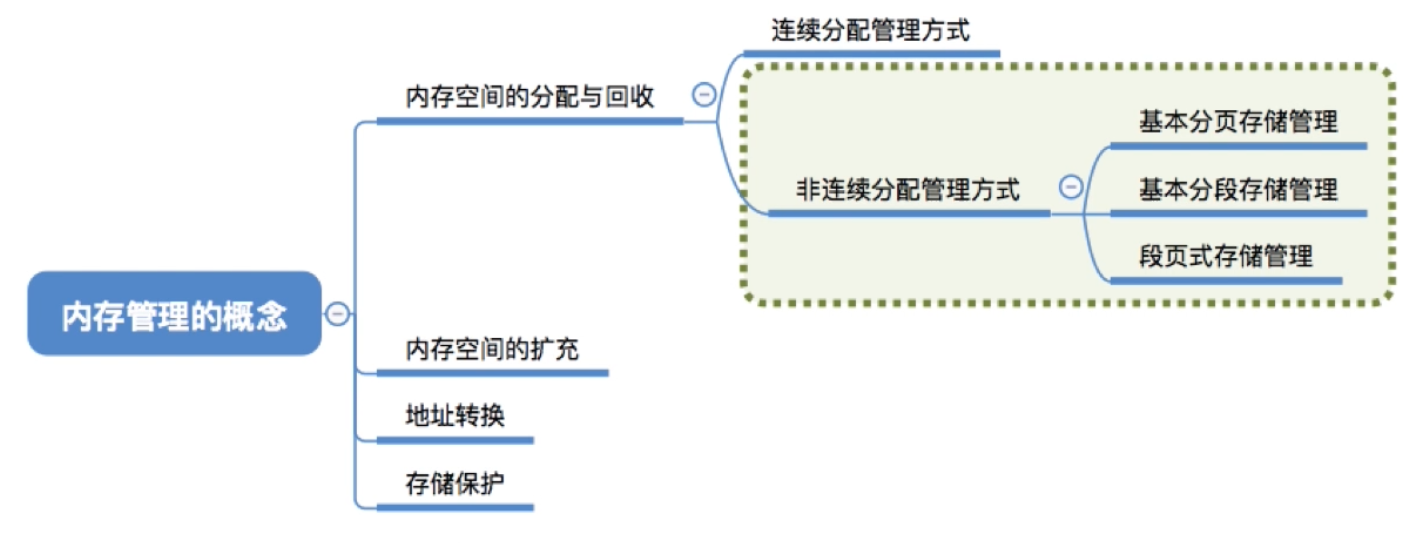 内存管理的概念
内存空间的分配与回收
连续分配管理方式
非连续分配管理方式
基本分页存储管理
基本分段存储管理
段页式存储管理
内存空间的扩充
地址转换
存储保护